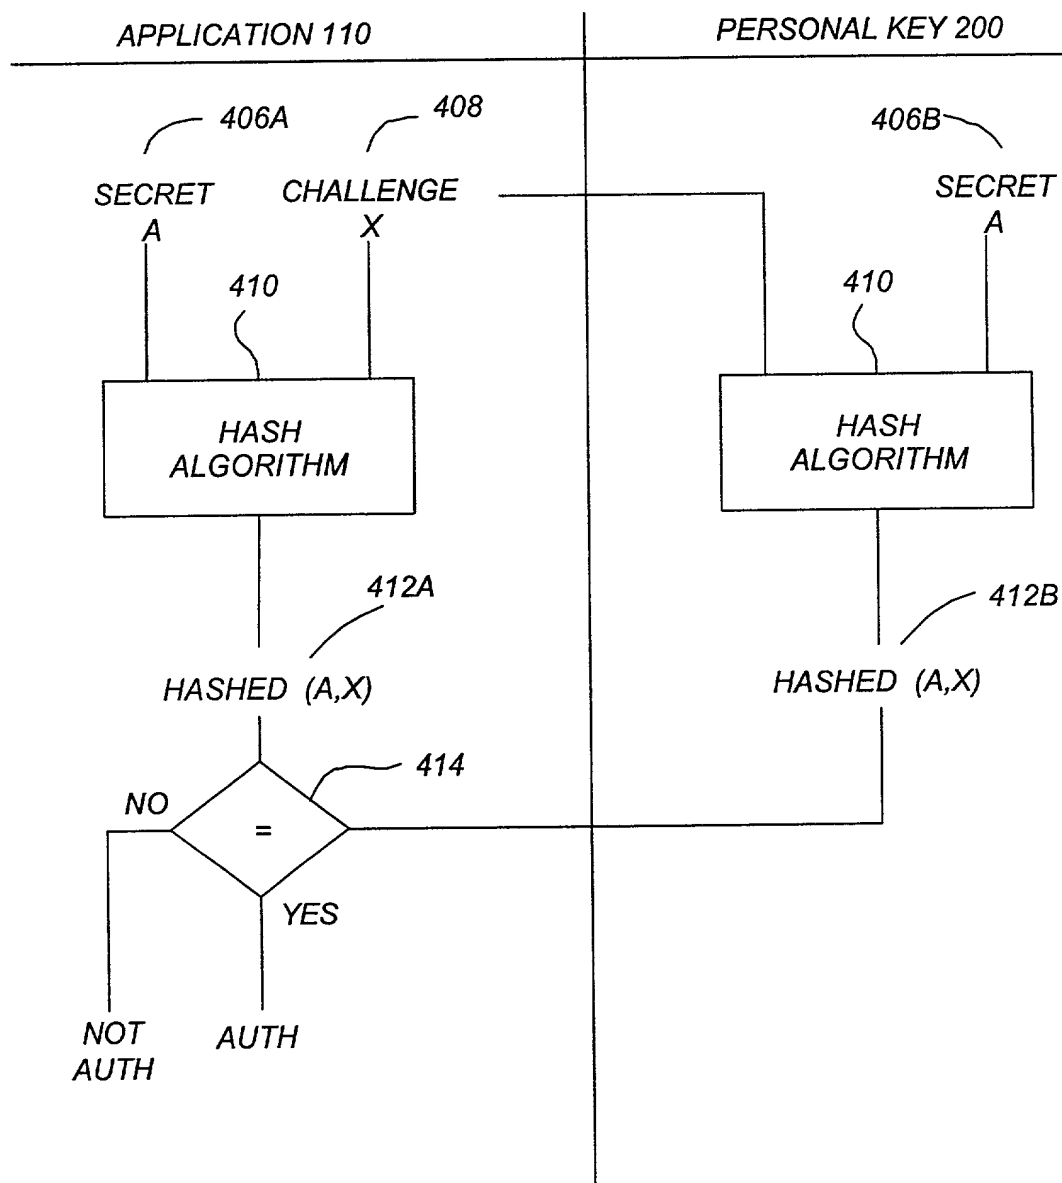 APPLICATION 110
PERSONAL KEY 200
406A
408
406B
SECRET
A
CHALLENGE
X
SECRET
A
410
410
HASH
ALGORITHM
HASH
ALGORITHM
412A
412B
HASHED (A,X)
HASHED (A,X)
414
NO
=
YES
NOT
AUTH
AUTH